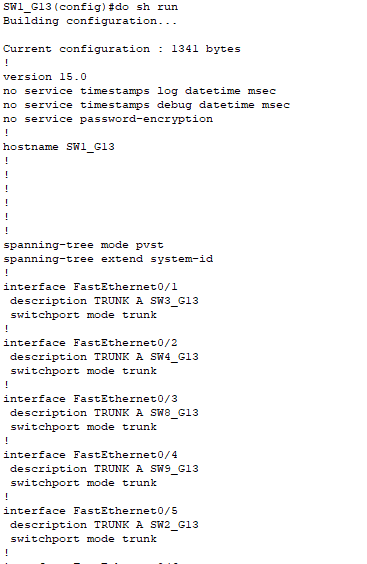 SW1_G13(config)#do sh run
Building configuration...
Current configuration : 1341 bytes
!
version 15.0
no service timestamps log datetime msec
no service timestamps debug datetime msec
no service password-encryption
!
hostname SW1_G13
!
!
!
!
!
!
spanning-tree mode pvst
spanning-tree extend system-id
!
interface FastEthernet0/1
description TRUNK A SW3_G13
switchport mode trunk
!
interface FastEthernet0/2
description TRUNK A SW4_G13
switchport mode trunk
!
interface FastEthernet0/3
description TRUNK A SW8_G13
switchport mode trunk
!
interface FastEthernet0/4
description TRUNK A SW9_G13
switchport mode trunk
!
interface FastEthernet0/5
description TRUNK A SW2_G13
switchport mode trunk
!